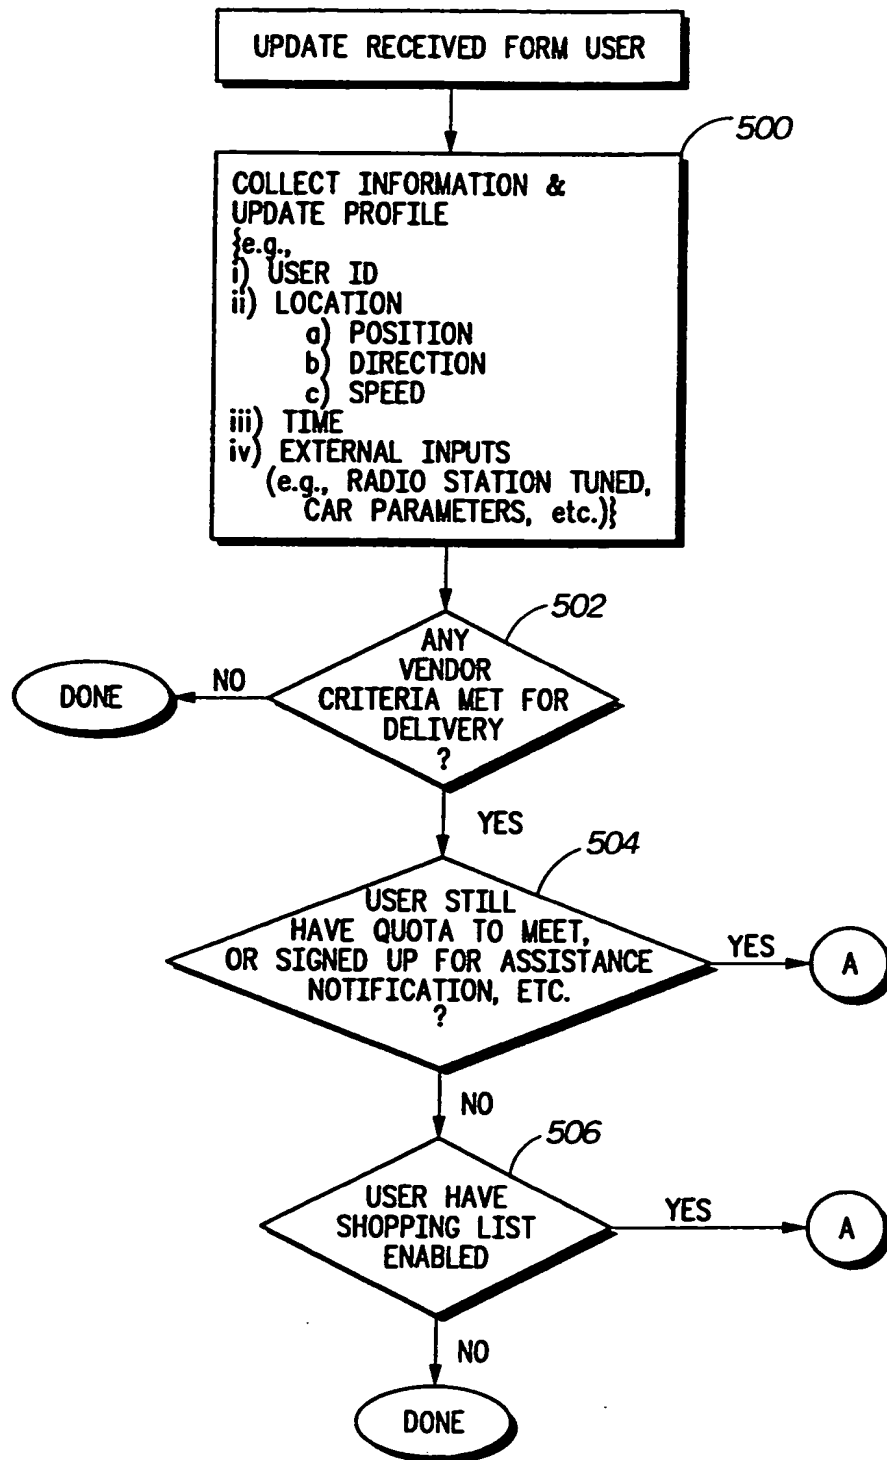 UPDATE RECEIVED FORM USER
500
COLLECT INFORMATION &
UPDATE PROFILE
{e.g.,
i) USER ID
ii) LOCATION
a) POSITION
b) DIRECTION
c) SPEED
iii) TIME
iv) EXTERNAL INPUTS
(e.g., RADIO STATION TUNED,
CAR PARAMETERS, etc.)}
502
ANY
VENDOR
CRITERIA MET FOR
DELIVERY
?
NO
DONE
YES
504
USER STILL
HAVE QUOTA TO MEET,
OR SIGNED UP FOR ASSISTANCE
NOTIFICATION, ETC.
?
YES
A
NO
506
USER HAVE
SHOPPING LIST
ENABLED
YES
A
NO
DONE